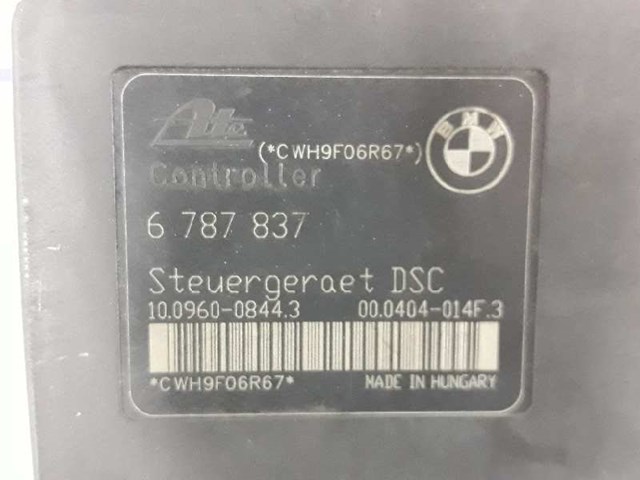 Ate
(*CWH9F06R67*)
BMW
Controller
6 787 837
Steuergeraet DSC
10.0960-0844.3 00.0404-014F.3
*CWH9F06R67*
MADE IN HUNGARY